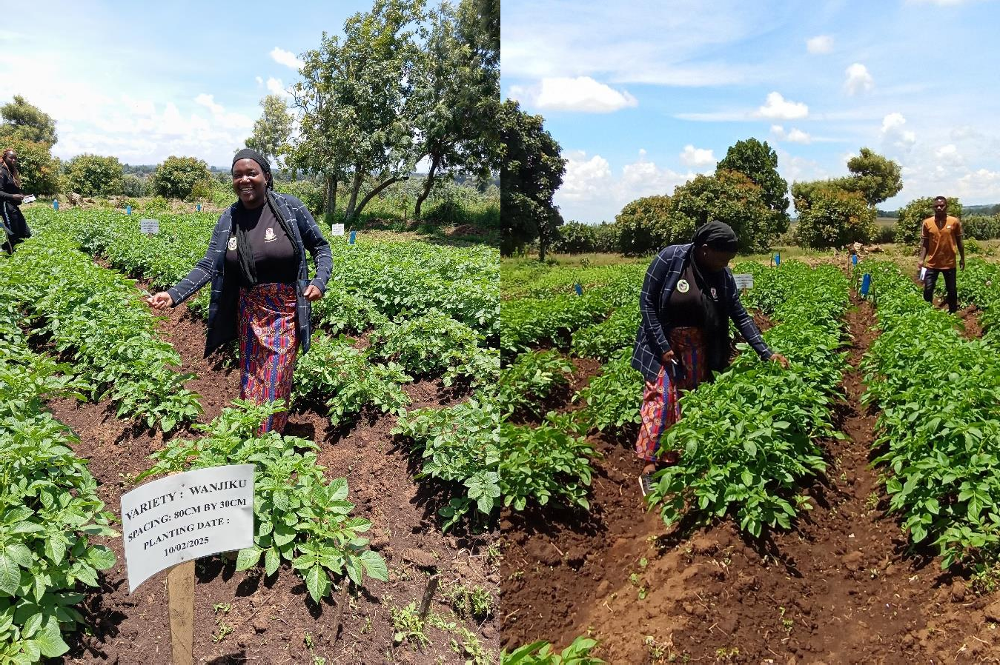 VARIETY : WANJIKU
SPACING: 80CM BY 30CM
PLANTING DATE :
10/02/2025